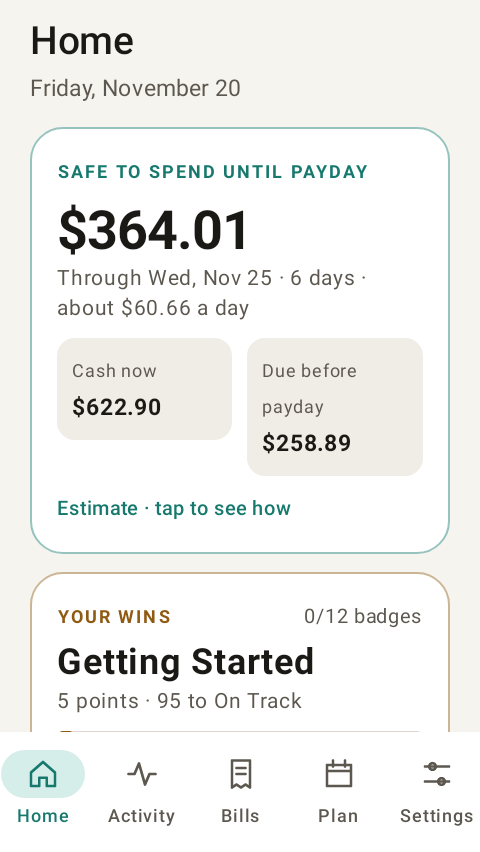 Home
Friday, November 20
SAFE TO SPEND UNTIL PAYDAY
$364.01
Through Wed, Nov 25 · 6 days ·
about $60.66 a day
Cash now
$622.90
Due before
payday
$258.89
Estimate · tap to see how
YOUR WINS
0/12 badges
Getting Started
5 points · 95 to On Track
Home
Activity
Bills
Plan
Settings